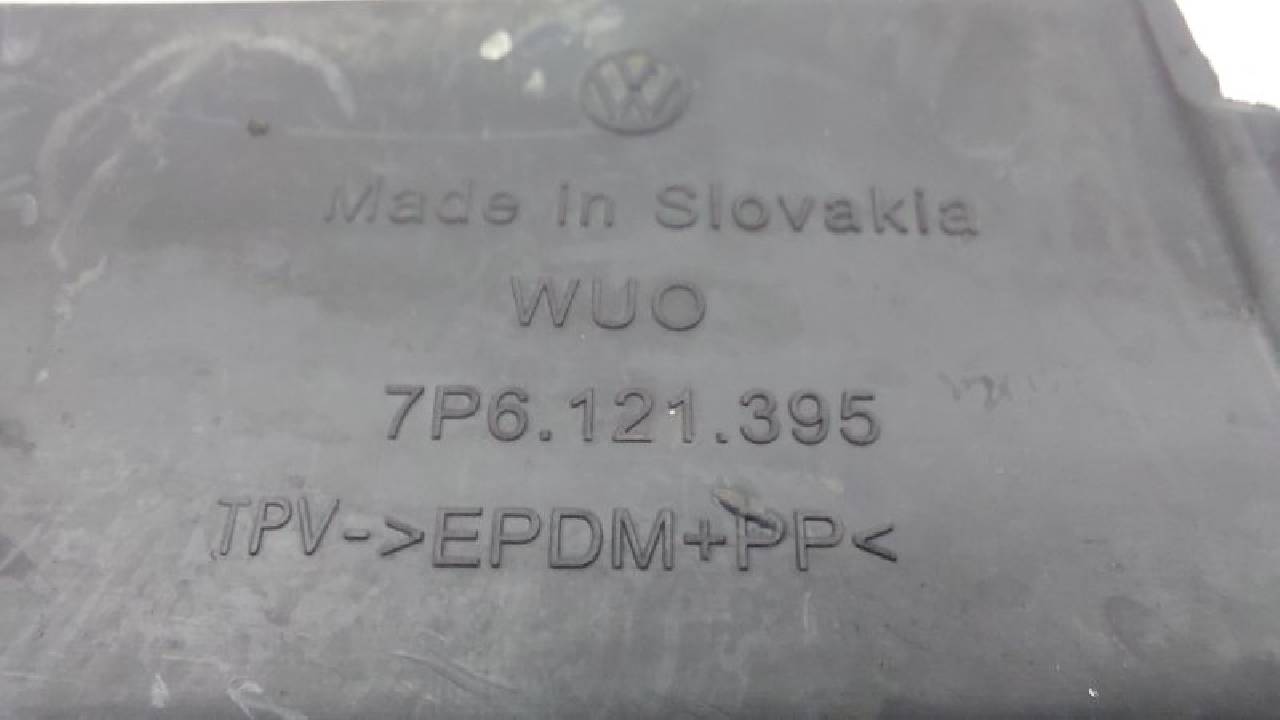 Made in Slovakia
WUO
7P6.121.395
TPV->EPDM+PP<